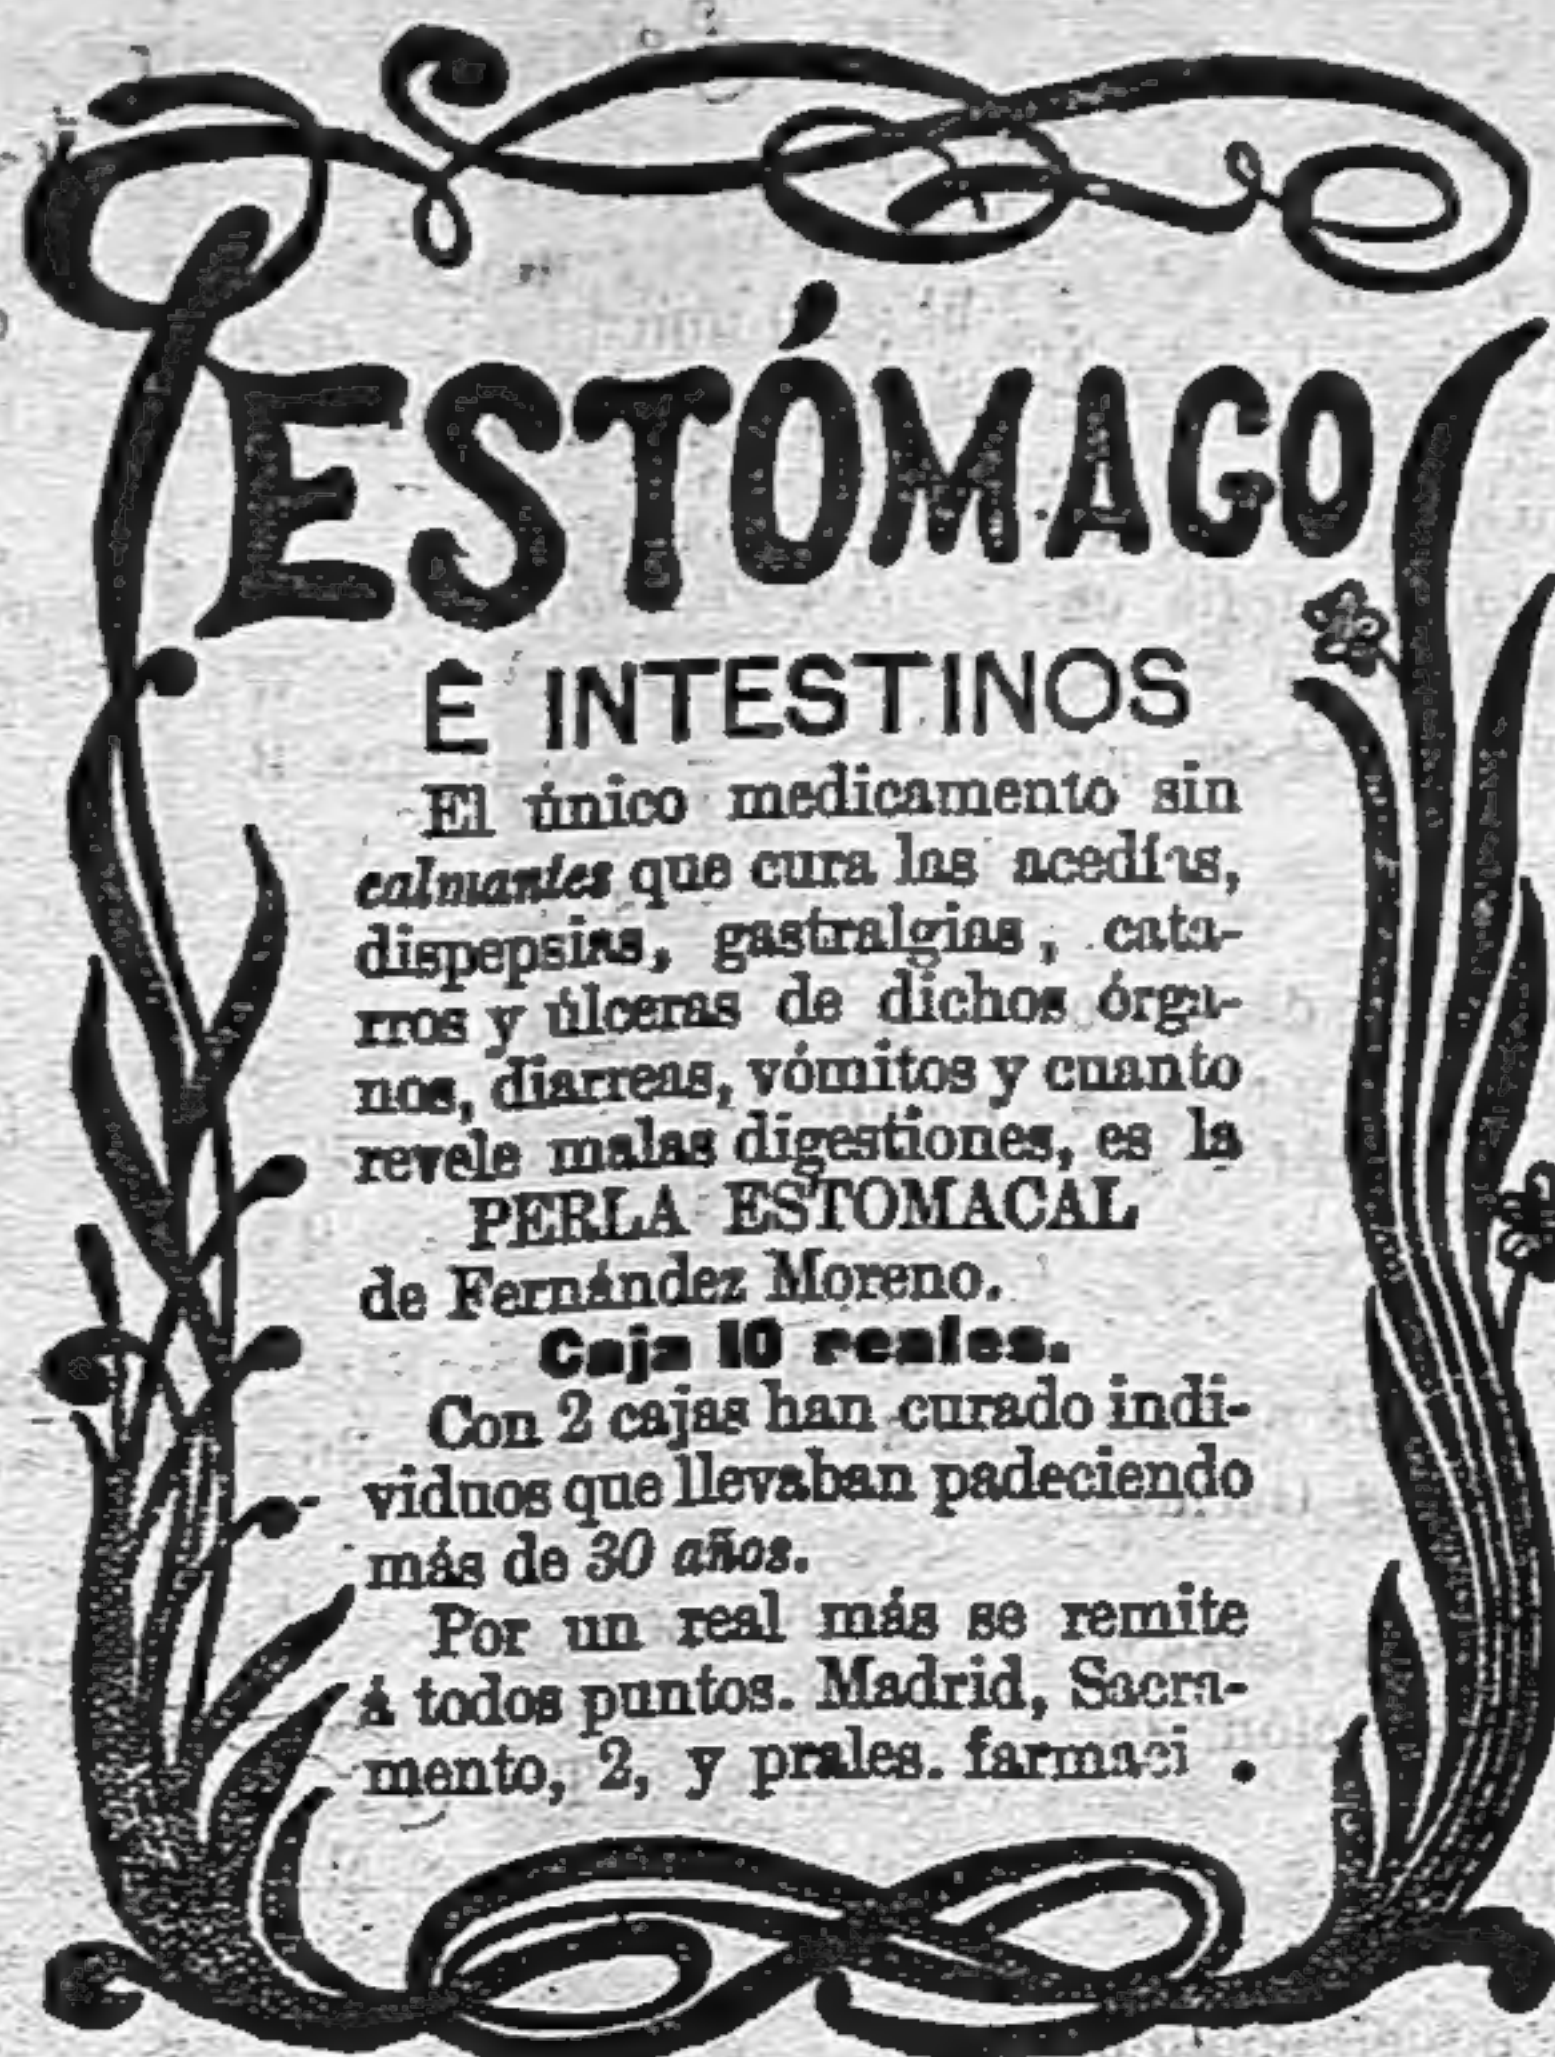 ESTÓMAGO
É INTESTINOS
El único medicamento sin
calmantes que cura las acedías,
dispepsias, gastralgias, cata-
rros y úlceras de dichos órga-
nos, diarreas, vómitos y cuanto
revele malas digestiones, es la
PERLA ESTOMACAL
de Fernández Moreno.
Caja 10 reales.
Con 2 cajas han curado indi-
viduos que llevaban padeciendo
más de 30 años.
Por un real más se remite
á todos puntos. Madrid, Sacra-
mento, 2, y prales. farmaci .